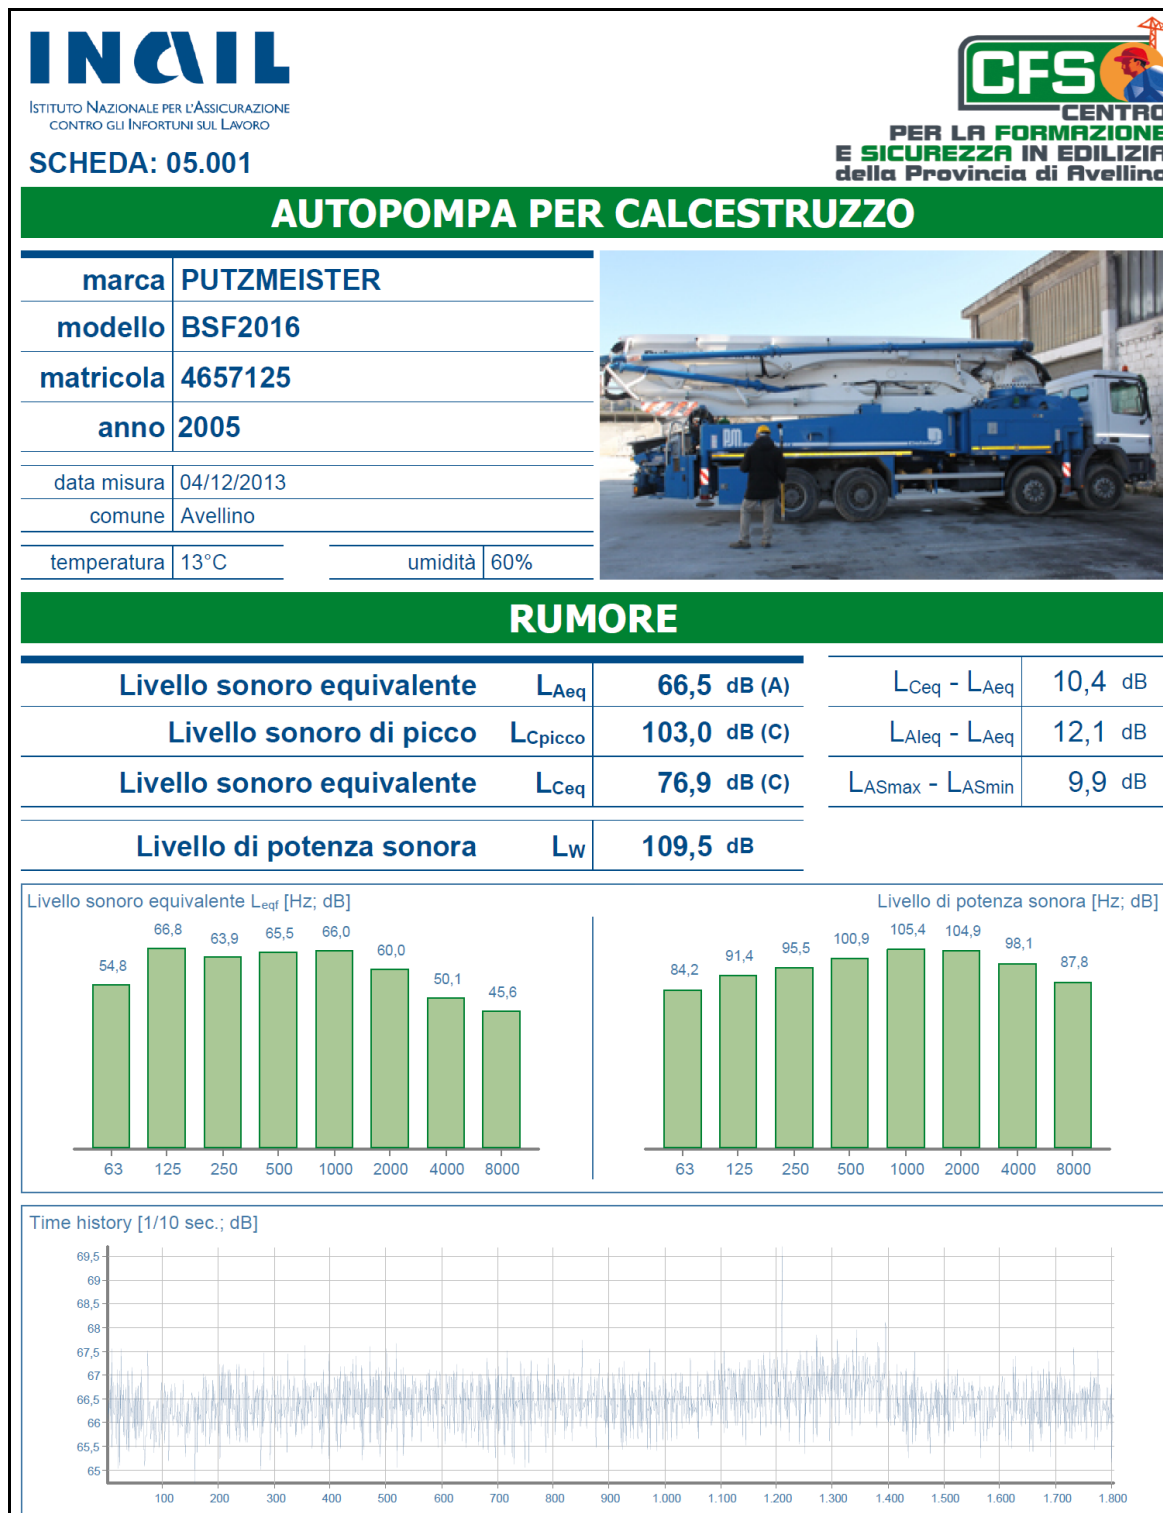 INAIL
ISTITUTO NAZIONALE PER L'ASSICURAZIONE
CONTRO GLI INFORTUNI SUL LAVORO
SCHEDA: 05.001
CFS
CENTRO
PER LA FORMAZIONE
E SICUREZZA IN EDILIZIA
della Provincia di Avellino
AUTOPOMPA PER CALCESTRUZZO
marca PUTZMEISTER
modello BSF2016
matricola 4657125
anno 2005
data misura 04/12/2013
comune Avellino
temperatura 13°C umidità 60%
PM
RUMORE
Livello sonoro equivalente LAeq 66,5 dB (A)
Livello sonoro di picco LCpicco 103,0 dB (C)
Livello sonoro equivalente LCeq 76,9 dB (C)
Livello di potenza sonora LW 109,5 dB
LCeq - LAeq 10,4 dB
LAleq - LAeq 12,1 dB
LASmax - LASmin 9,9 dB
Livello sonoro equivalente Leqf [Hz; dB]
54,8 66,8 63,9 65,5 66,0 60,0 50,1 45,6
63 125 250 500 1000 2000 4000 8000
Livello di potenza sonora [Hz; dB]
84,2 91,4 95,5 100,9 105,4 104,9 98,1 87,8
63 125 250 500 1000 2000 4000 8000
Time history [1/10 sec.; dB]
69,5
69
68,5
68
67,5
67
66,5
66
65,5
65
100 200 300 400 500 600 700 800 900 1.000 1.100 1.200 1.300 1.400 1.500 1.600 1.700 1.800